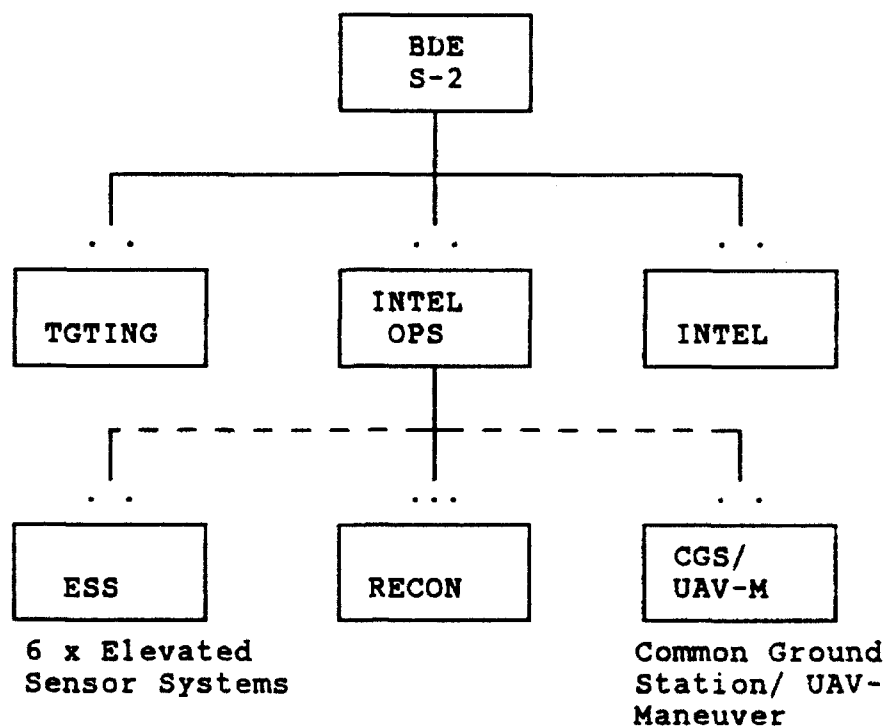 BDE
S-2
. .
. .
. .
TGTING
INTEL
OPS
INTEL
. .
...
. .
ESS
RECON
CGS/
UAV-M
6 x Elevated
Sensor Systems
Common Ground
Station/ UAV-
Maneuver